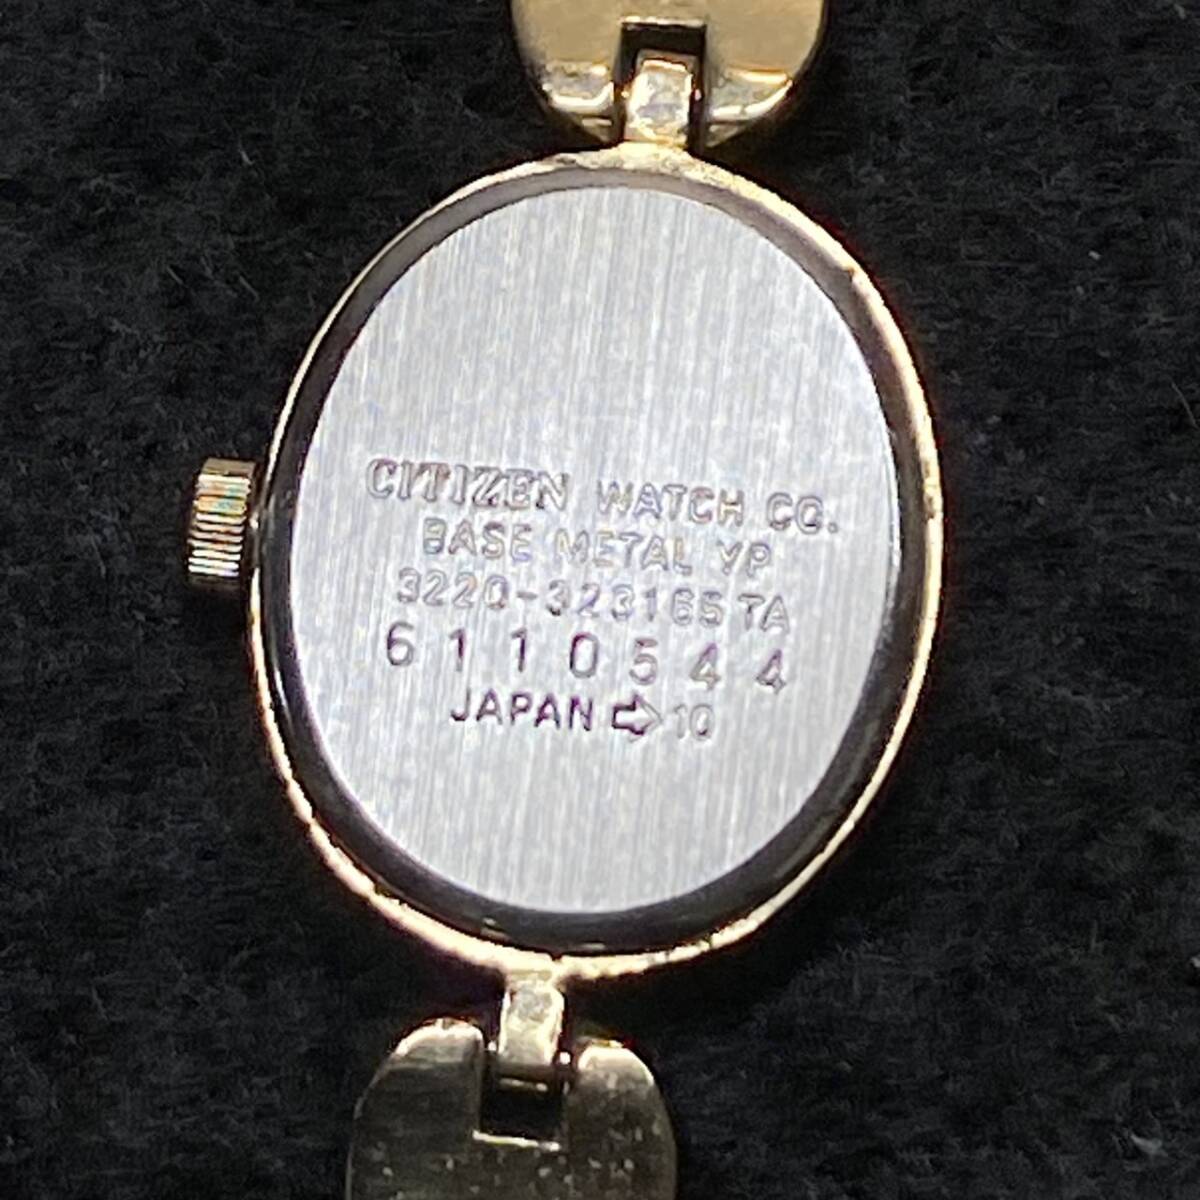 CITIZEN WATCH CO.
BASE METAL YP
3220-323165 TA
6110544
JAPAN ➩10